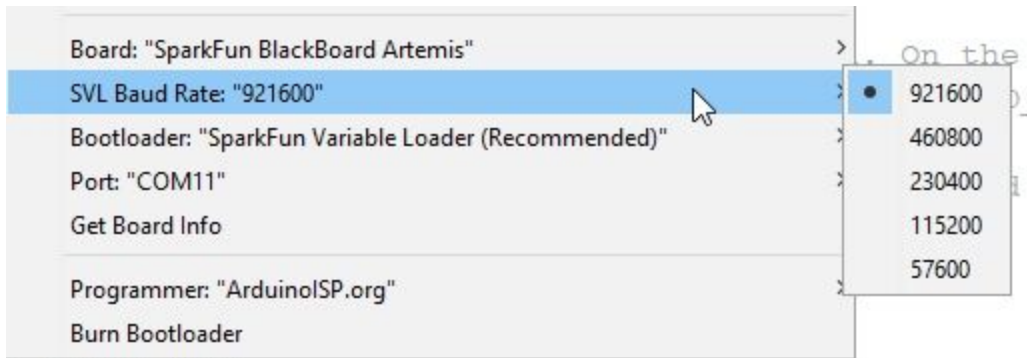 Board: "SparkFun BlackBoard Artemis"
. On the
SVL Baud Rate: "921600"
Bootloader: "SparkFun Variable Loader (Recommended)"
Port: "COM11"
Get Board Info
Programmer: "ArduinoISP.org"
Burn Bootloader
921600
460800
230400
115200
57600